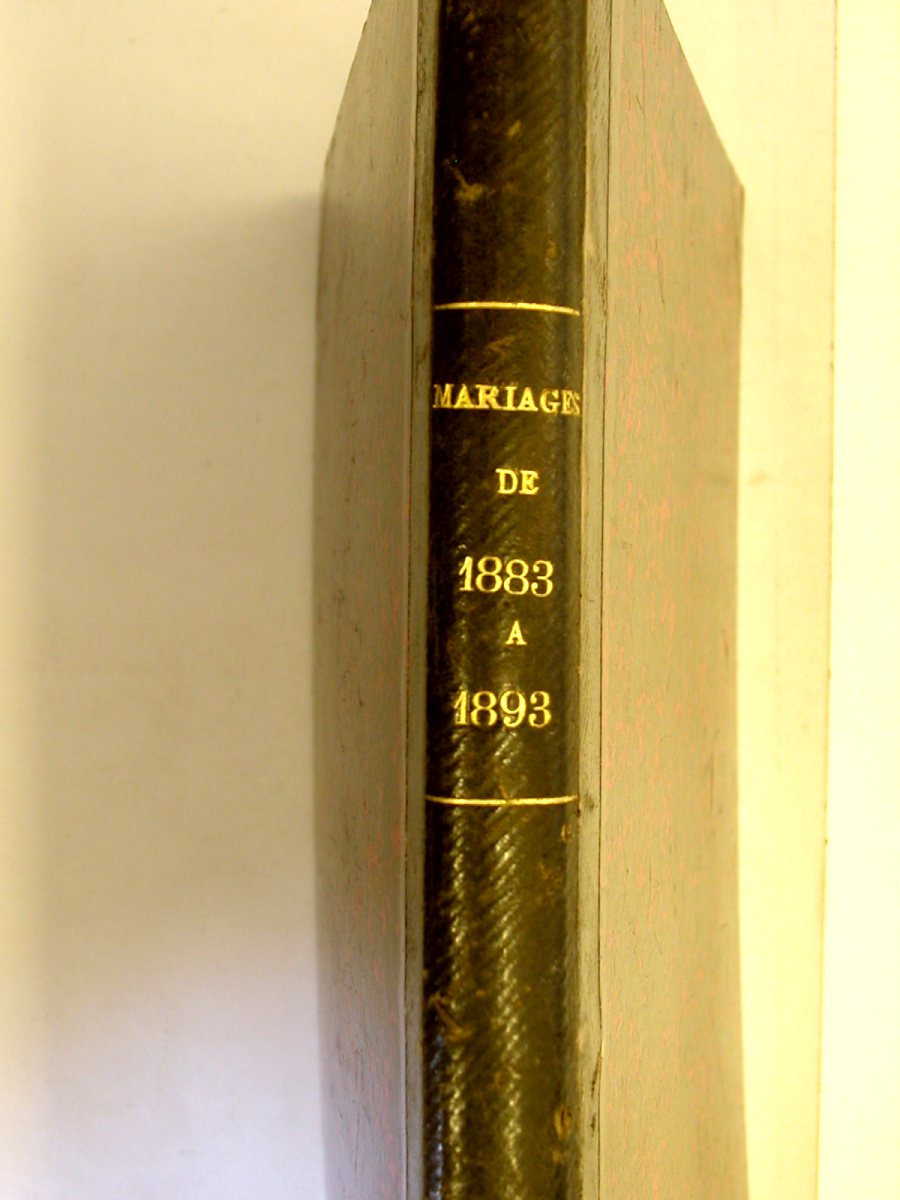 MARIAGES
DE
1883
A
1893